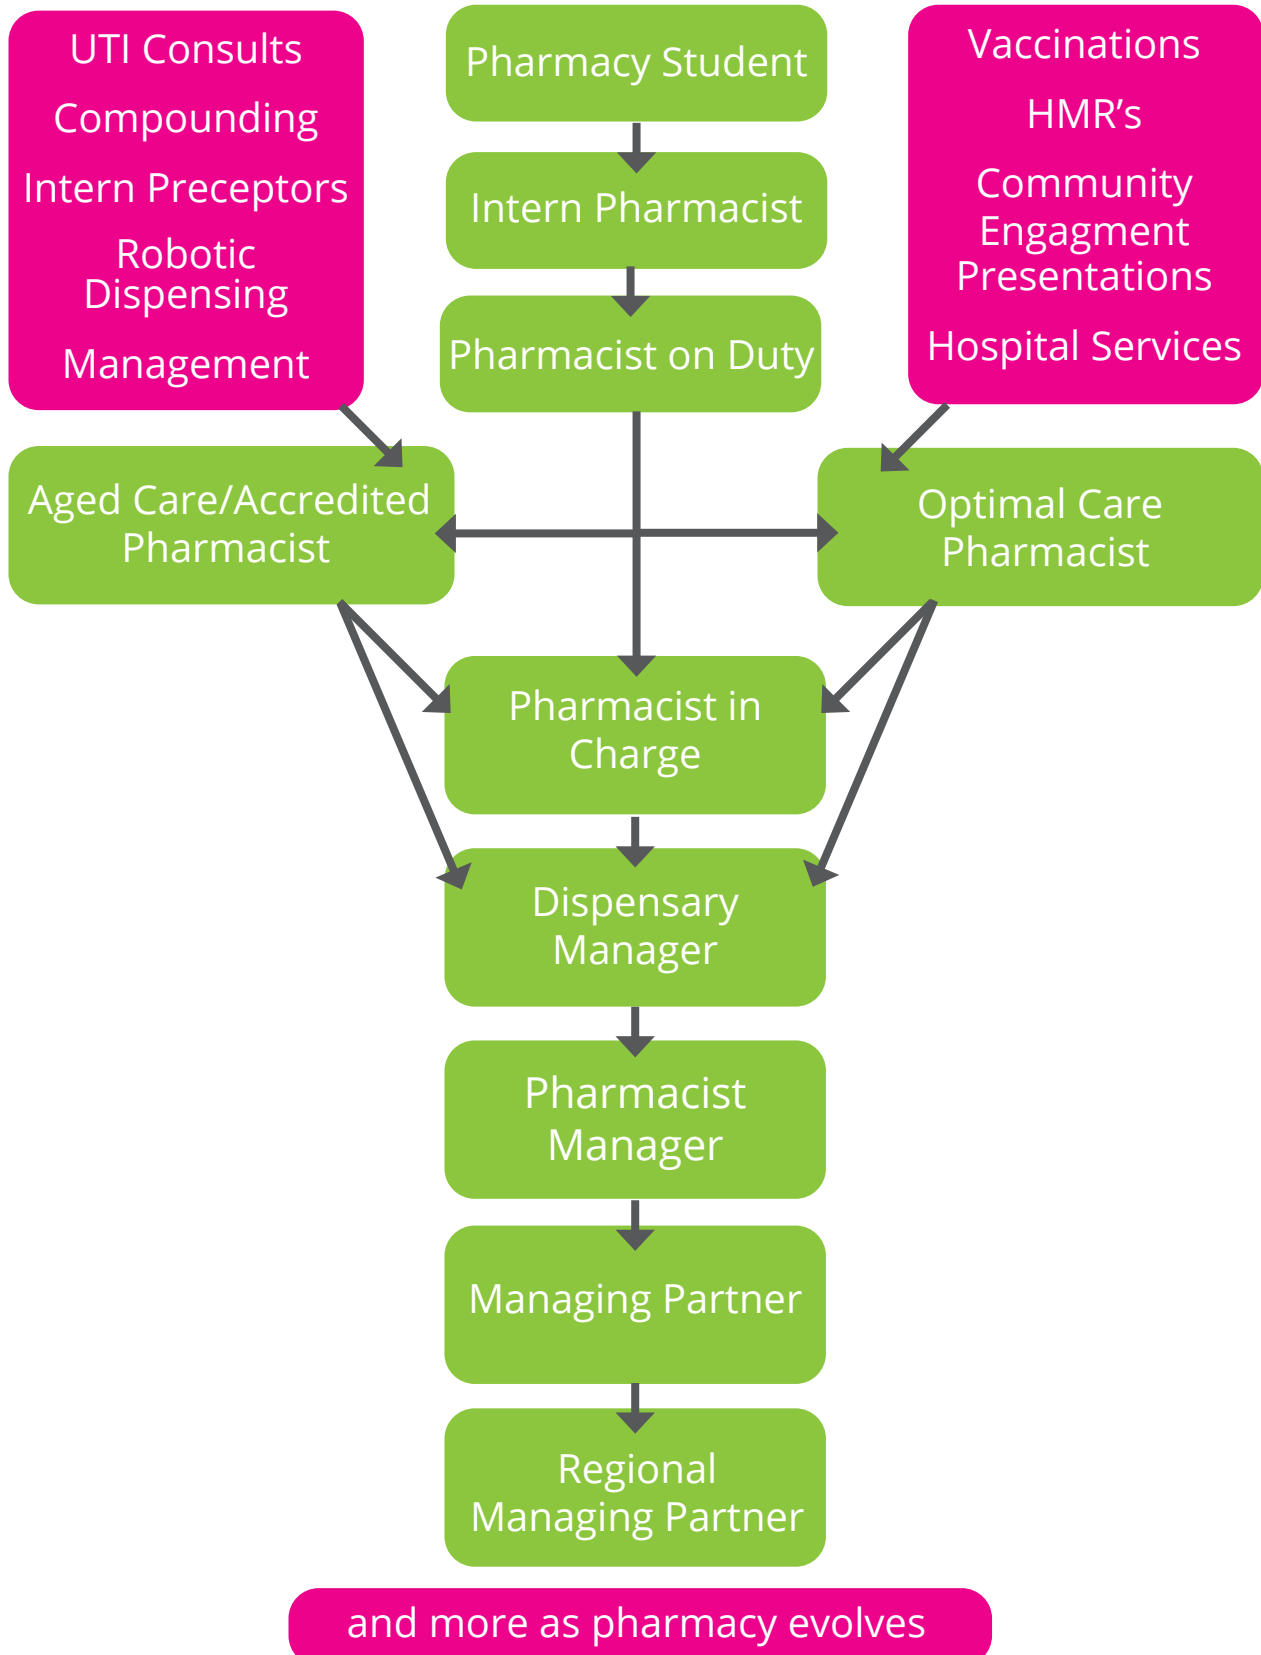 UTI Consults
Compounding
Intern Preceptors
Robotic
Dispensing
Management
Pharmacy Student
Intern Pharmacist
Pharmacist on Duty
Vaccinations
HMR’s
Community
Engagment
Presentations
Hospital Services
Aged Care/Accredited
Pharmacist
Optimal Care
Pharmacist
Pharmacist in
Charge
Dispensary
Manager
Pharmacist
Manager
Managing Partner
Regional
Managing Partner
and more as pharmacy evolves